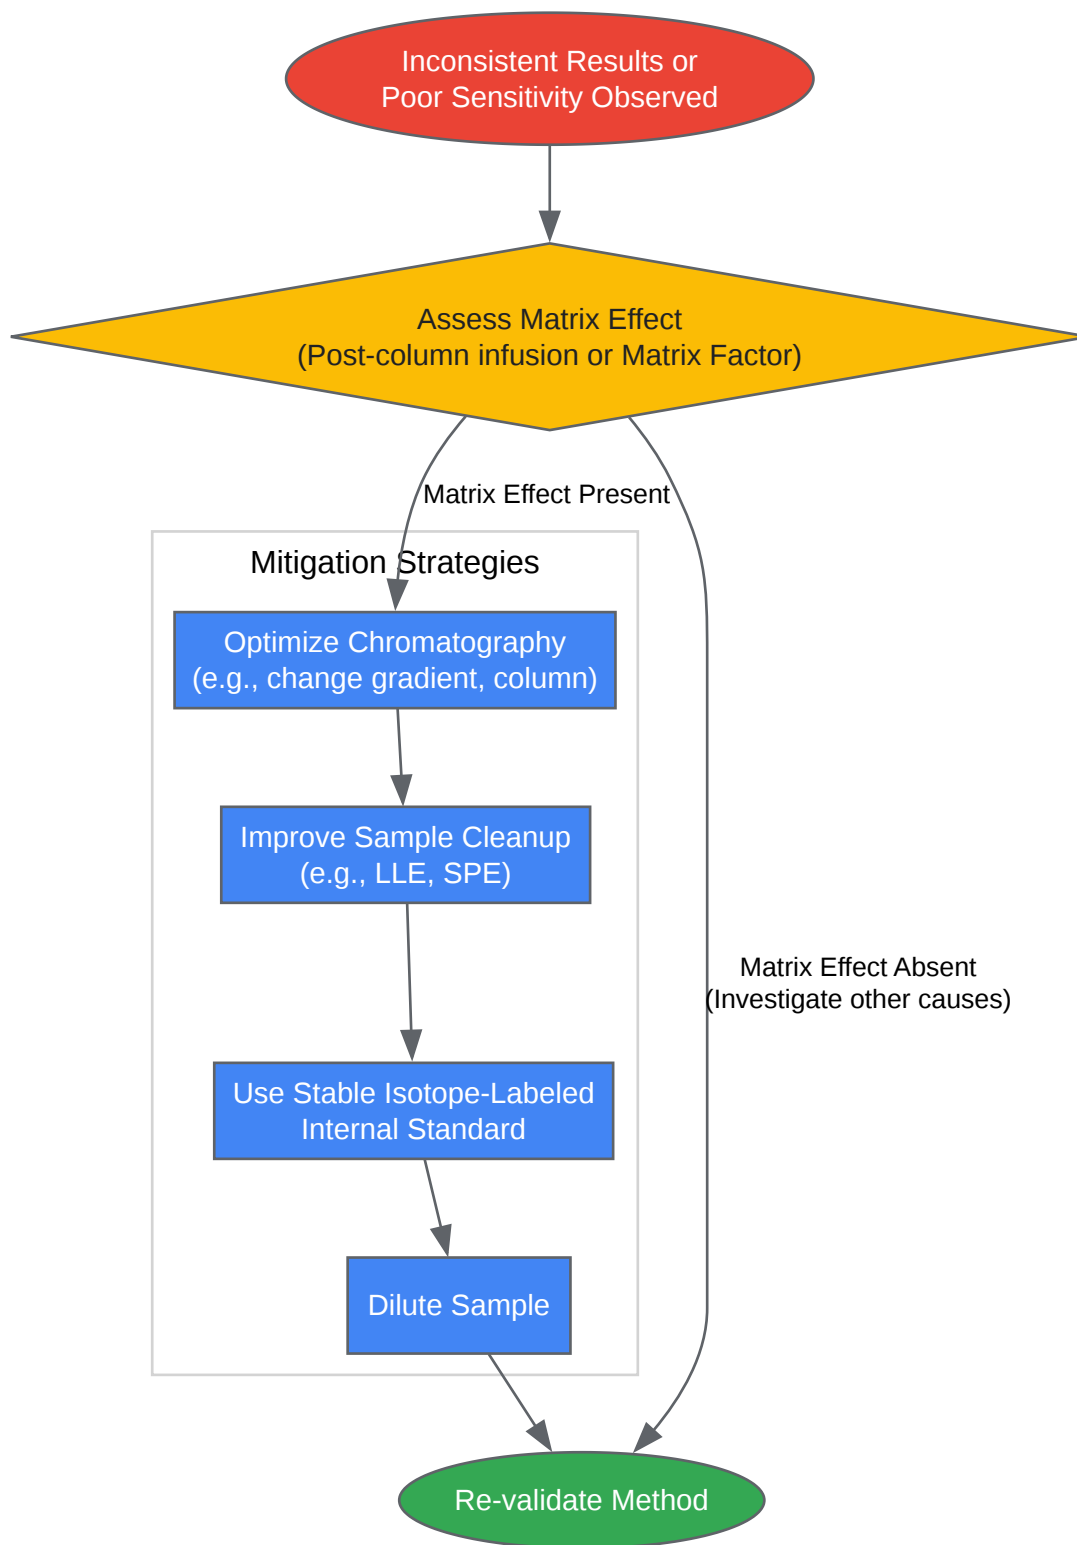 Inconsistent Results or
Poor Sensitivity Observed
Assess Matrix Effect
(Post-column infusion or Matrix Factor)
Matrix Effect Present
Mitigation Strategies
Optimize Chromatography
(e.g., change gradient, column)
Improve Sample Cleanup
(e.g., LLE, SPE)
Matrix Effect Absent
(Investigate other causes)
Use Stable Isotope-Labeled
Internal Standard
Dilute Sample
Re-validate Method